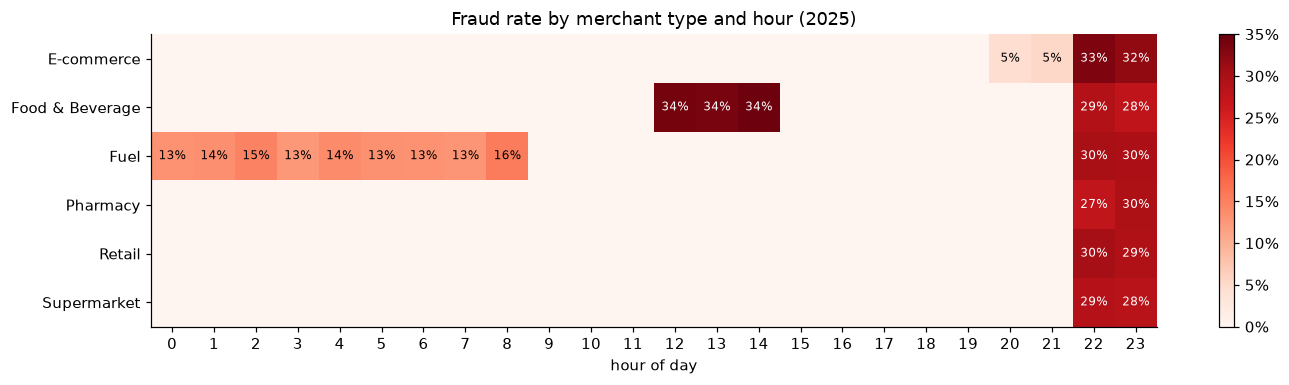 Fraud rate by merchant type and hour (2025)
E-commerce 5% 5% 33% 32%
Food & Beverage 34% 34% 34% 29% 28%
Fuel 13% 14% 15% 13% 14% 13% 13% 13% 16% 30% 30%
Pharmacy 27% 30%
Retail 30% 29%
Supermarket 29% 28%
0 1 2 3 4 5 6 7 8 9 10 11 12 13 14 15 16 17 18 19 20 21 22 23
hour of day
35%
30%
25%
20%
15%
10%
5%
0%